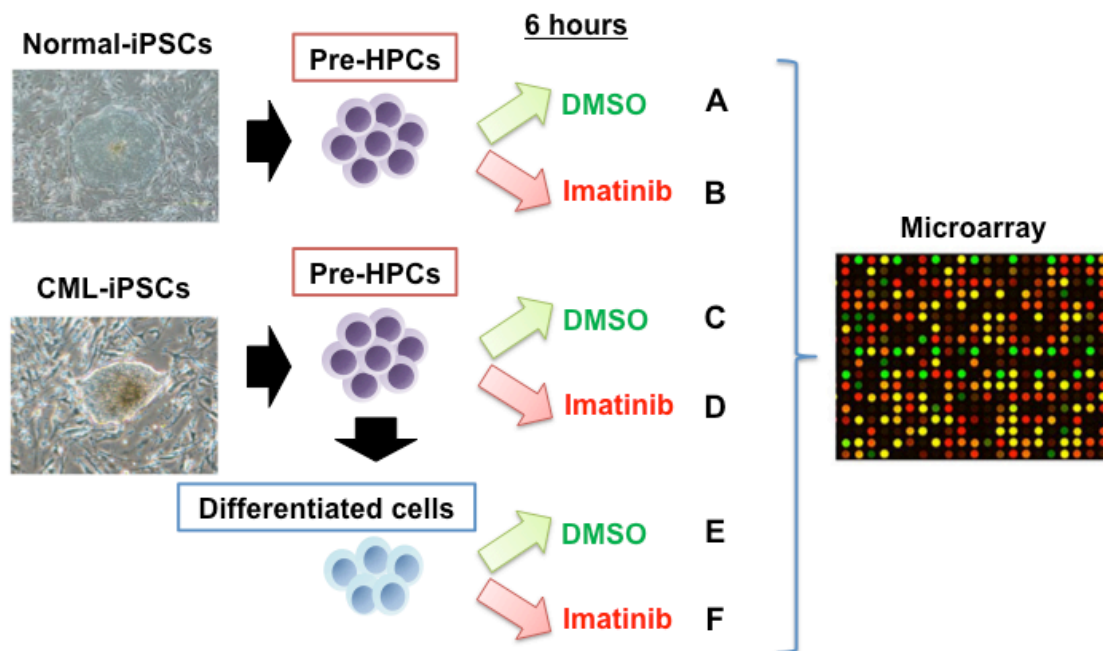 6 hours
Normal-iPSCs
Pre-HPCs
DMSO A
Imatinib B
Microarray
CML-iPSCs
Pre-HPCs
DMSO C
Imatinib D
Differentiated cells
DMSO E
Imatinib F